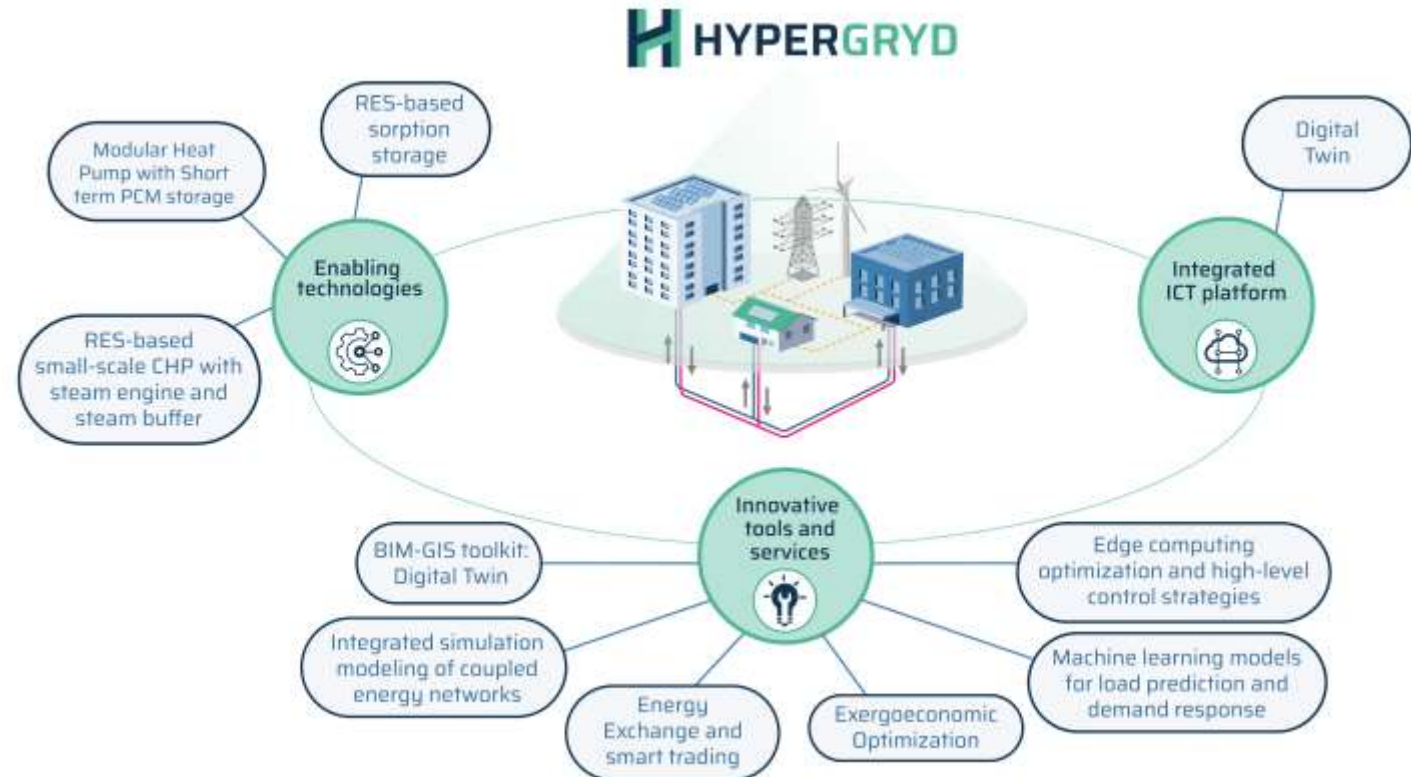 HYPERGRYD
RES-based
sorption
storage
Modular Heat
Pump with Short
term PCM storage
Enabling
technologies
RES-based
small-scale CHP with
steam engine and
steam buffer
Digital
Twin
Integrated
ICT platform
Innovative
tools and
services
BIM-GIS toolkit:
Digital Twin
Integrated simulation
modeling of coupled
energy networks
Energy
Exchange and
smart trading
Exergoeconomic
Optimization
Machine learning models
for load prediction and
demand response
Edge computing
optimization and high-level
control strategies